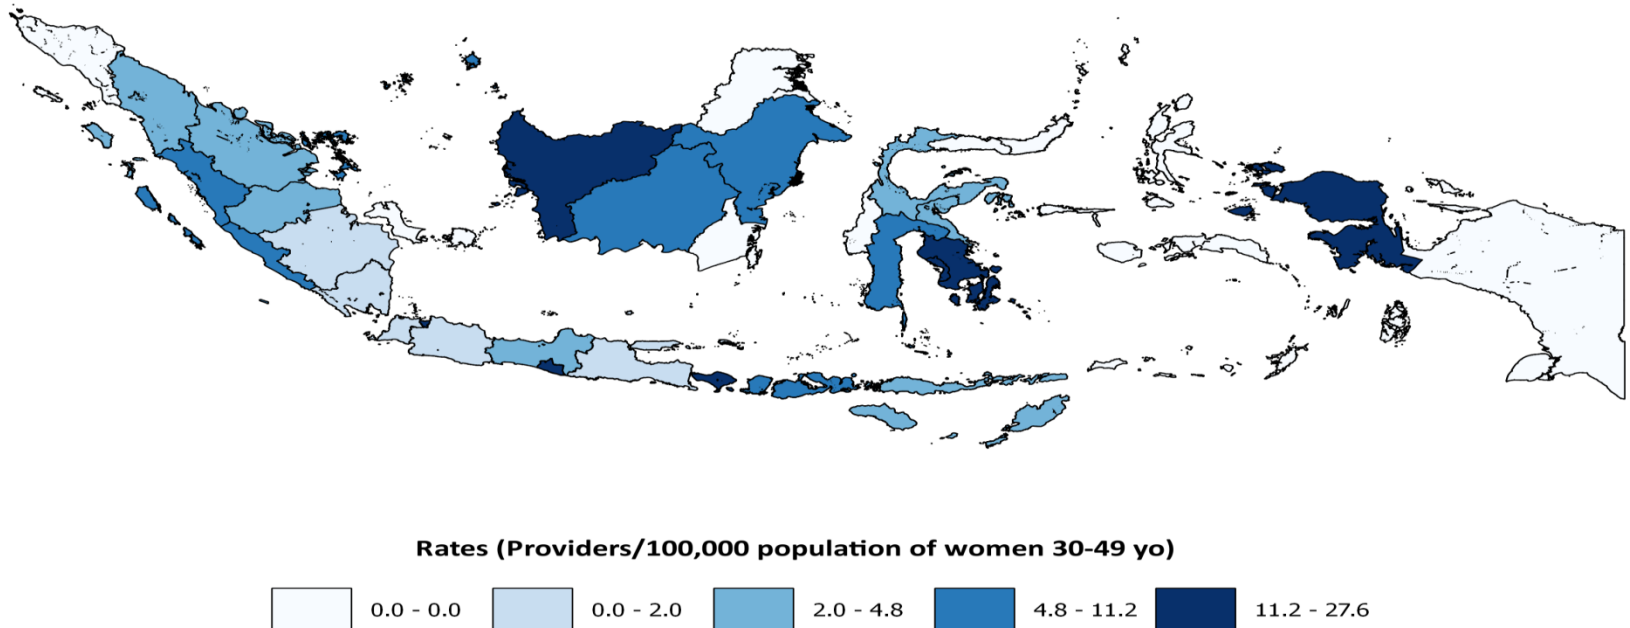 Rates (Providers/100,000 population of women 30-49 yo)
0.0 - 0.0 0.0 - 2.0 2.0 - 4.8 4.8 - 11.2 11.2 - 27.6